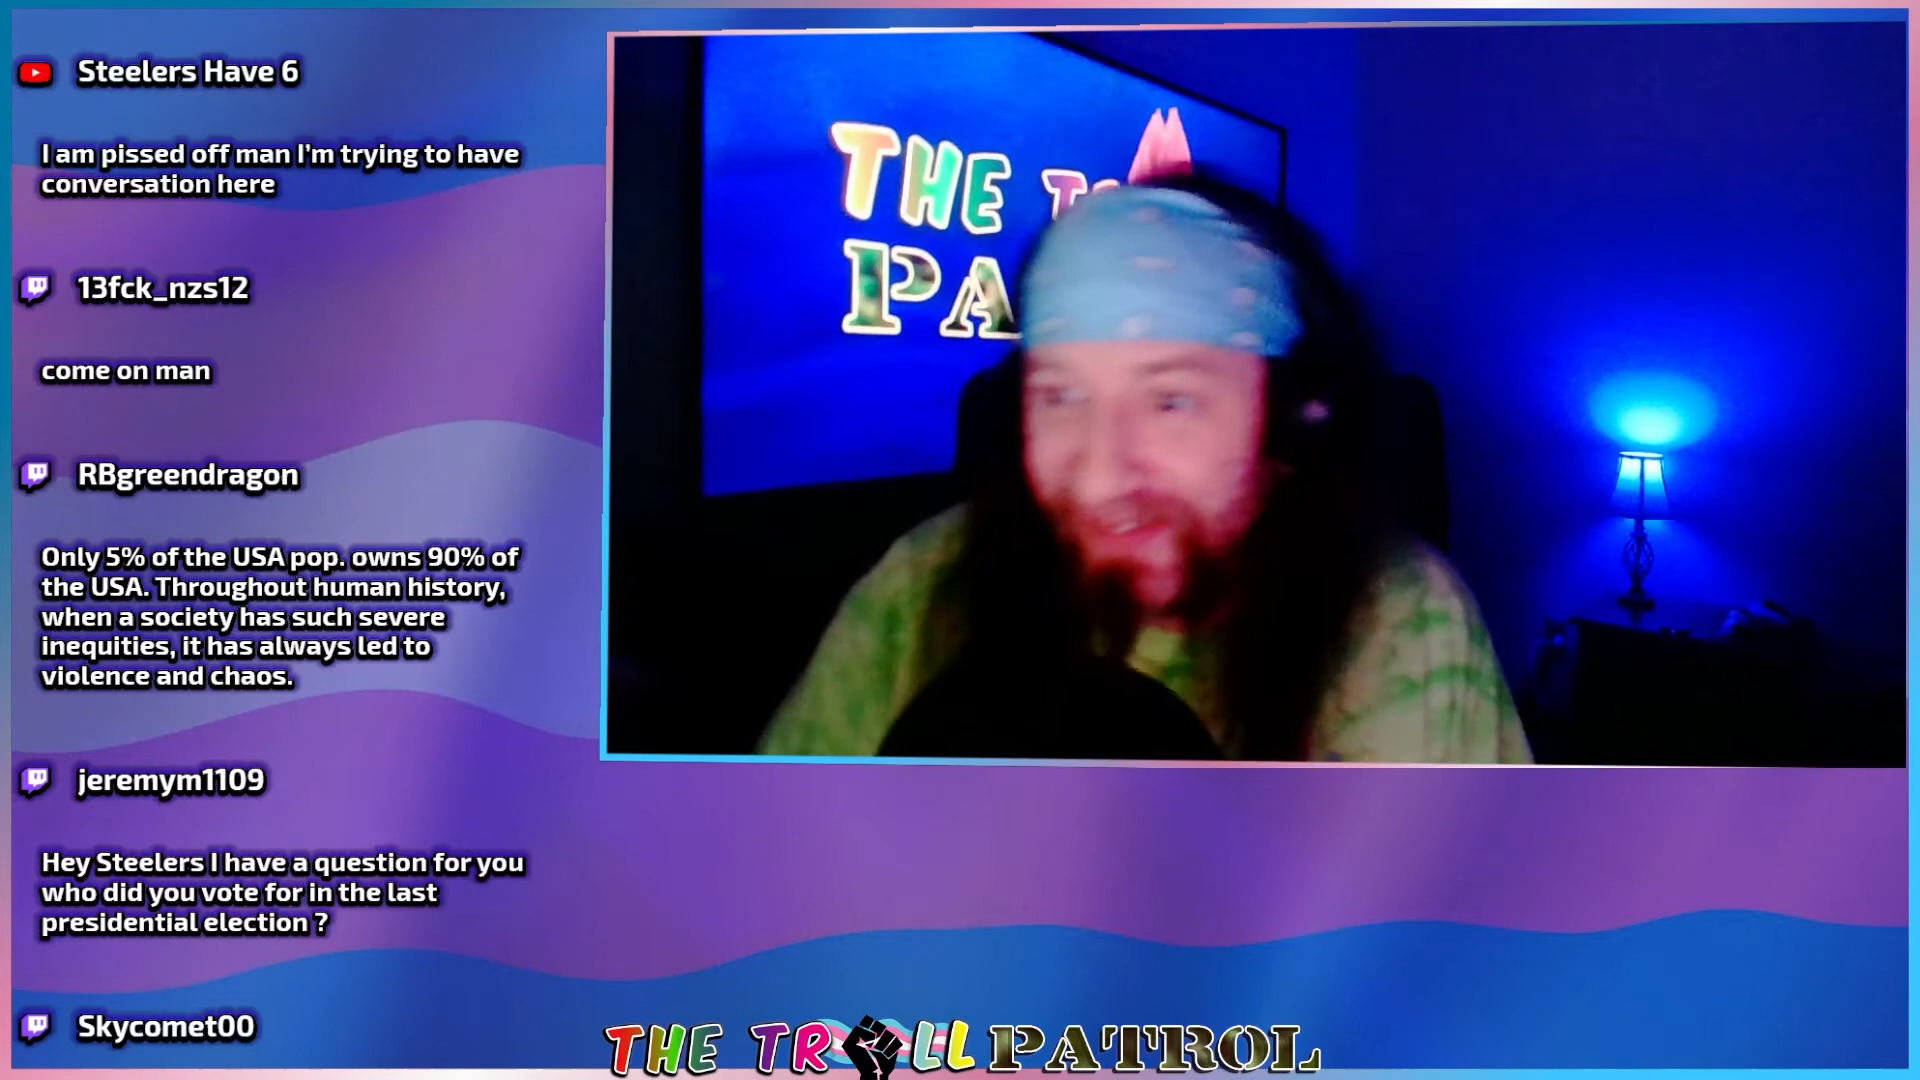 Steelers Have 6
I am pissed off man I'm trying to have
conversation here
13fck_nzs12
come on man
RBgreendragon
Only 5% of the USA pop. owns 90% of
the USA. Throughout human history,
when a society has such severe
inequities, it has always led to
violence and chaos.
jeremym1109
Hey Steelers I have a question for you
who did you vote for in the last
presidential election ?
Skycomet00
THE
PA
THE TROLL PATROL